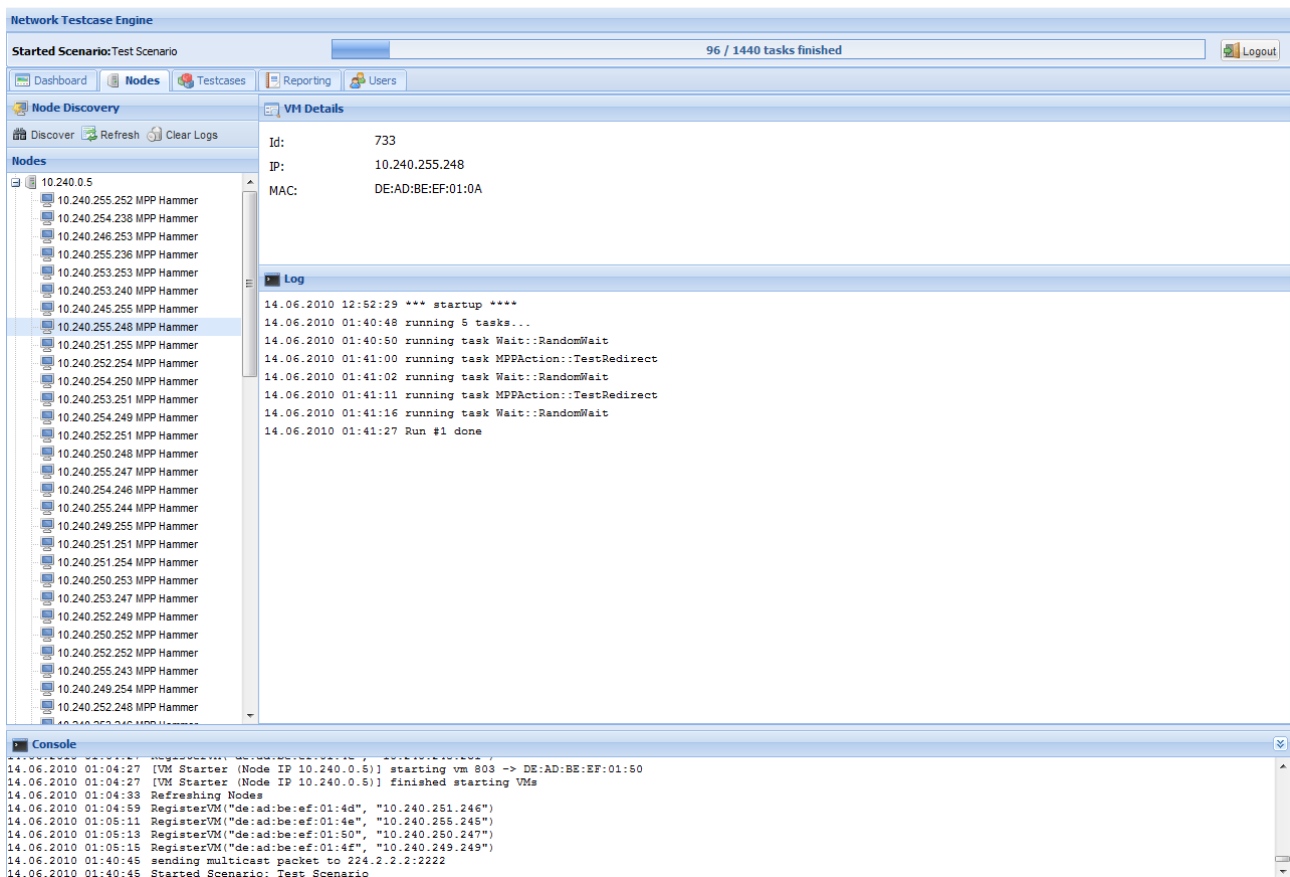 Network Testcase Engine
Started Scenario: Test Scenario
96 / 1440 tasks finished
Logout
Dashboard
Nodes
Testcases
Reporting
Users
Node Discovery
Discover Refresh Clear Logs
Nodes
10.240.0.5
10.240.255.252 MPP Hammer
10.240.254.238 MPP Hammer
10.240.246.253 MPP Hammer
10.240.255.236 MPP Hammer
10.240.253.253 MPP Hammer
10.240.253.240 MPP Hammer
10.240.245.255 MPP Hammer
10.240.255.248 MPP Hammer
10.240.251.255 MPP Hammer
10.240.252.254 MPP Hammer
10.240.254.250 MPP Hammer
10.240.253.251 MPP Hammer
10.240.254.249 MPP Hammer
10.240.252.251 MPP Hammer
10.240.250.248 MPP Hammer
10.240.255.247 MPP Hammer
10.240.254.246 MPP Hammer
10.240.255.244 MPP Hammer
10.240.249.255 MPP Hammer
10.240.251.251 MPP Hammer
10.240.251.254 MPP Hammer
10.240.250.253 MPP Hammer
10.240.253.247 MPP Hammer
10.240.252.249 MPP Hammer
10.240.250.252 MPP Hammer
10.240.252.252 MPP Hammer
10.240.255.243 MPP Hammer
10.240.249.254 MPP Hammer
10.240.252.248 MPP Hammer
VM Details
Id: 733
IP: 10.240.255.248
MAC: DE:AD:BE:EF:01:0A
Log
14.06.2010 12:52:29 *** startup ****
14.06.2010 01:40:48 running 5 tasks...
14.06.2010 01:40:50 running task Wait::RandomWait
14.06.2010 01:41:00 running task MPPAction::TestRedirect
14.06.2010 01:41:02 running task Wait::RandomWait
14.06.2010 01:41:11 running task MPPAction::TestRedirect
14.06.2010 01:41:16 running task Wait::RandomWait
14.06.2010 01:41:27 Run #1 done
Console
14.06.2010 01:04:27 [VM Starter (Node IP 10.240.0.5)] starting vm 803 -> DE:AD:BE:EF:01:50
14.06.2010 01:04:27 [VM Starter (Node IP 10.240.0.5)] finished starting VMs
14.06.2010 01:04:33 Refreshing Nodes
14.06.2010 01:04:59 RegisterVM("de:ad:be:ef:01:4d", "10.240.251.246")
14.06.2010 01:05:11 RegisterVM("de:ad:be:ef:01:4e", "10.240.255.245")
14.06.2010 01:05:13 RegisterVM("de:ad:be:ef:01:50", "10.240.250.247")
14.06.2010 01:05:15 RegisterVM("de:ad:be:ef:01:4f", "10.240.249.249")
14.06.2010 01:40:45 sending multicast packet to 224.2.2.2:2222
14.06.2010 01:40:45 Started Scenario: Test Scenario